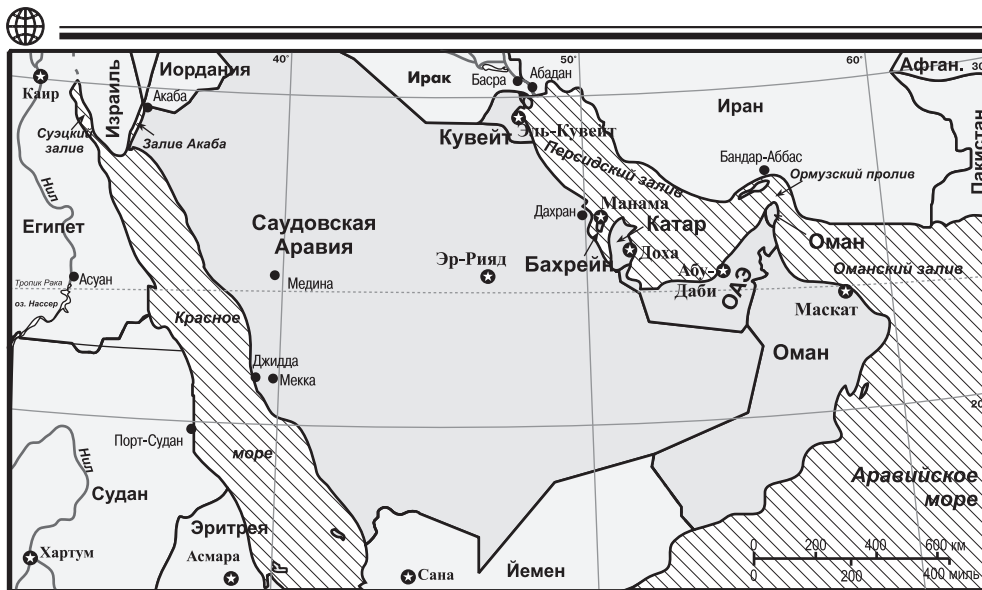 40°
50°
60°
Афган.
30
Иордания
Ирак
Басра
Абадан
Каир
Израиль
Акаба
Иран
Пакистан
Суэцкий
залив
Залив Акаба
Кувейт
Эль-Кувейт
Персидский залив
Бандар-Аббас
Ормузский пролив
Нил
Египет
Саудовская
Аравия
Дахран
Манама
Катар
Оман
Эр-Рияд
Бахрейн
Доха
Абу-
Даби
ОАЭ
Оманский залив
Асуан
Тропик Рака
оз. Нассер
Медина
Маскат
Красное
море
Оман
Джидда
Мекка
20
Порт-Судан
Нил
Судан
Аравийское
море
Эритрея
Асмара
Хартум
Сана
Йемен
0 200 400 600 км
0 200 400 миль